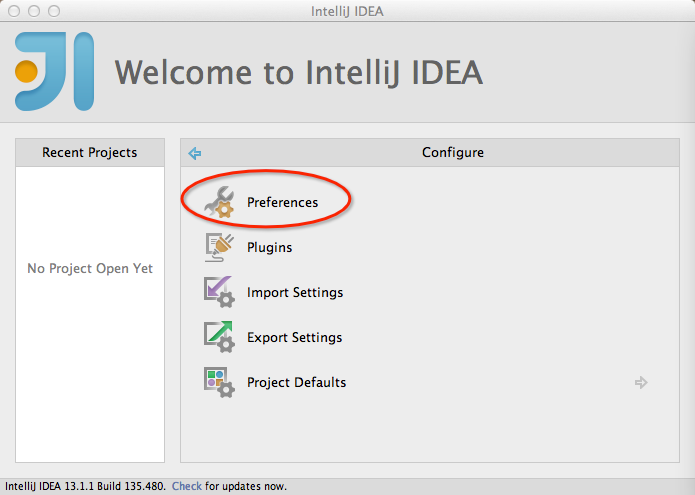 IntelliJ IDEA
Welcome to IntelliJ IDEA
Recent Projects
Configure
No Project Open Yet
Preferences
Plugins
Import Settings
Export Settings
Project Defaults
IntelliJ IDEA 13.1.1 Build 135.480. Check for updates now.